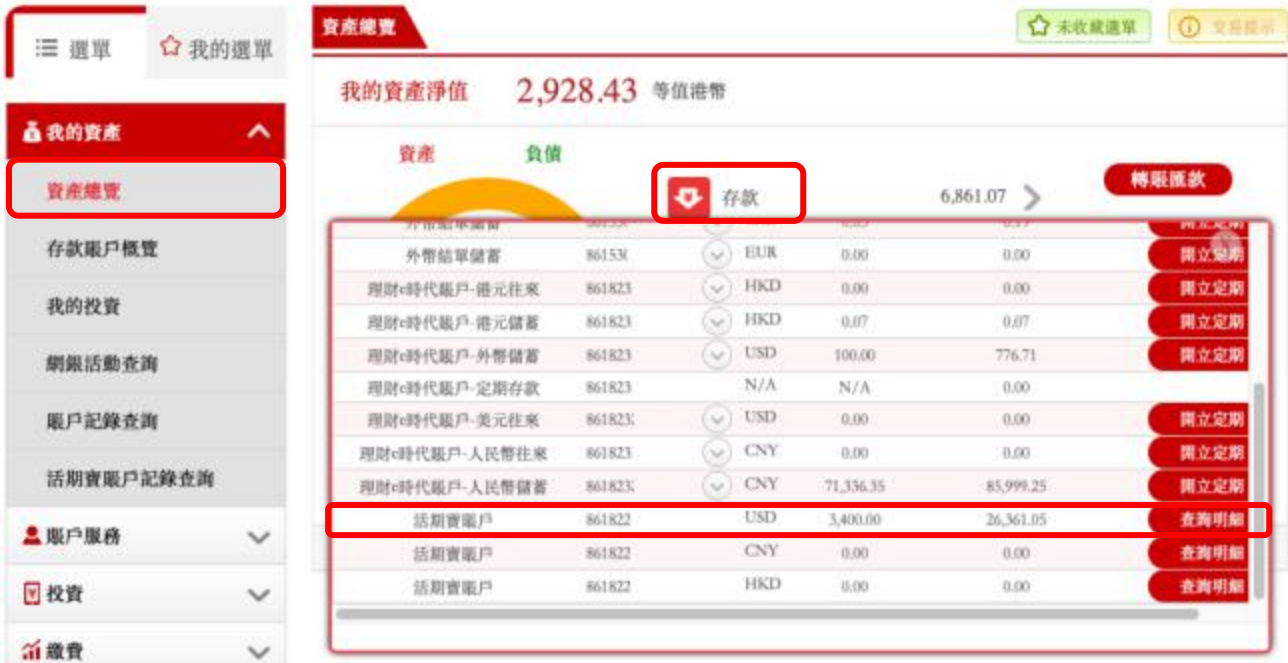 選單
我的選單
我的資產
資產總覽
存款賬戶概覽
我的投資
網銀活動查詢
賬戶記錄查詢
活期寶賬戶記錄查詢
賬戶服務
投資
繳費
資產總覽
未收藏選單
交易提示
我的資產淨值 2,928.43 等值港幣
資產 負債
存款 6,861.07
轉賬匯款
外幣結單儲蓄 86153 EUR 0.00 0.00 開立定期
理財e時代賬戶-港元往來 861823 HKD 0.00 0.00 開立定期
理財e時代賬戶-港元儲蓄 861823 HKD 0.07 0.07 開立定期
理財e時代賬戶-外幣儲蓄 861823 USD 100.00 776.71 開立定期
理財e時代賬戶-定期存款 861823 N/A N/A 0.00
理財e時代賬戶-美元往來 861823 USD 0.00 0.00 開立定期
理財e時代賬戶-人民幣往來 861823 CNY 0.00 0.00 開立定期
理財e時代賬戶-人民幣儲蓄 861823 CNY 71,336.35 85,999.25 開立定期
活期寶賬戶 861822 USD 3,400.00 26,361.05 查詢明細
活期寶賬戶 861822 CNY 0.00 0.00 查詢明細
活期寶賬戶 861822 HKD 0.00 0.00 查詢明細